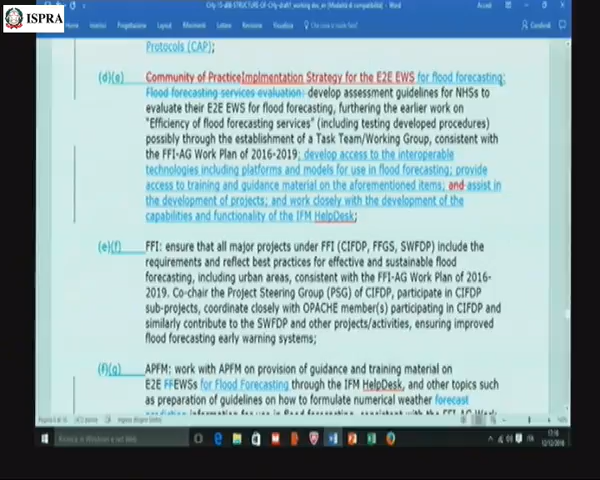 ISPRA
Protocols (CAP);
(d)(e) Community of PracticeImplmentation Strategy for the E2E EWS for flood forecasting:
Flood forecasting services evaluation: develop assessment guidelines for NHSs to
evaluate their E2E EWS for flood forecasting, furthering the earlier work on
"Efficiency of flood forecasting services" (including testing developed procedures)
possibly through the establishment of a Task Team/Working Group, consistent with
the FFI-AG Work Plan of 2016-2019; develop access to the interoperable
technologies including platforms and models for use in flood forecasting; provide
access to training and guidance material on the aforementioned items; and assist in
the development of projects; and work closely with the development of the
capabilities and functionality of the IFM HelpDesk;
(e)(f) FFI: ensure that all major projects under FFI (CIFDP, FFGS, SWFDP) include the
requirements and reflect best practices for effective and sustainable flood
forecasting, including urban areas, consistent with the FFI-AG Work Plan of 2016-
2019. Co-chair the Project Steering Group (PSG) of CIFDP, participate in CIFDP
sub-projects, coordinate closely with OPACHE member(s) participating in CIFDP and
similarly contribute to the SWFDP and other projects/activities, ensuring improved
flood forecasting early warning systems;
(f)(g) APFM: work with APFM on provision of guidance and training material on
E2E FFEWSs for Flood Forecasting through the IFM HelpDesk, and other topics such
as preparation of guidelines on how to formulate numerical weather forecast
17:18
12/12/2018